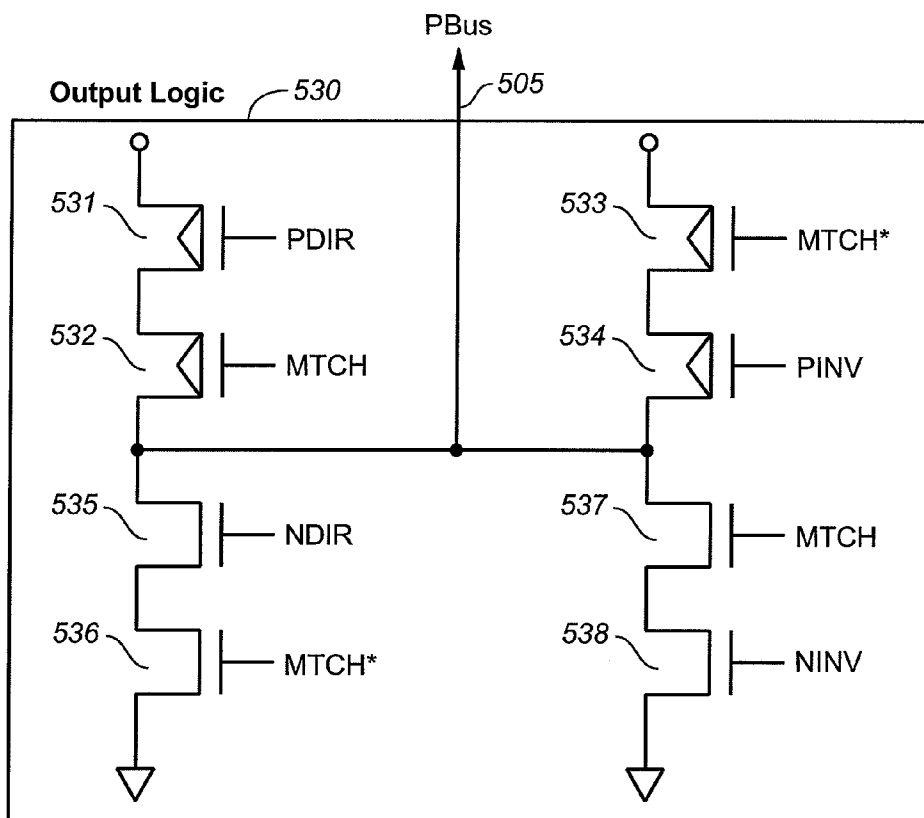 PBus
505
Output Logic 530
531 PDIR
533 MTCH*
532 MTCH
534 PINV
535 NDIR
537 MTCH
536 MTCH*
538 NINV